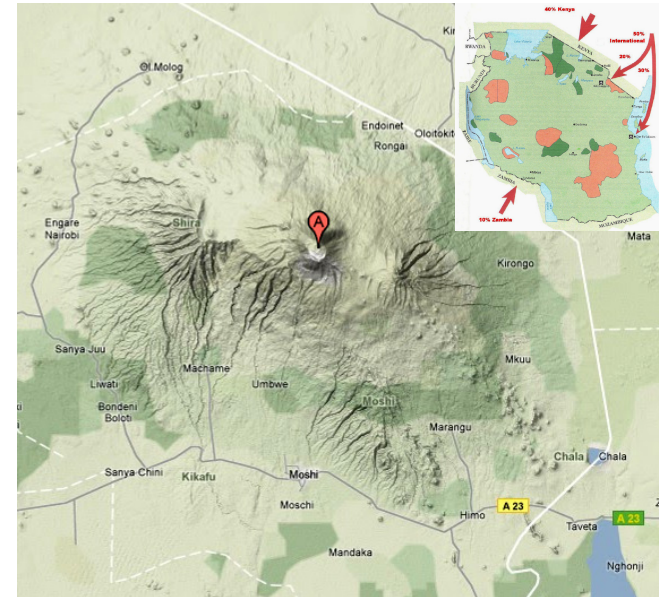 40% Kenya
50%
International
20%
30%
RWANDA
KENYA
BURUNDI
ZAMBIA
10% Zambia
MOZAMBIQUE
Ol.Molog
Endoinet
Rongai
Oloitokit
Engare
Nairobi
Shira
A
Mata
Kirongo
Sanya Juu
Machame
Umbwe
Mkuu
Liwati
Bondeni
Boloti
Moshi
Marangu
Sanya Chini
Kikafu
Moshi
Chala
Chala
Moschi
A 23
Himo
A 23
Taveta
Mandaka
Nghonji